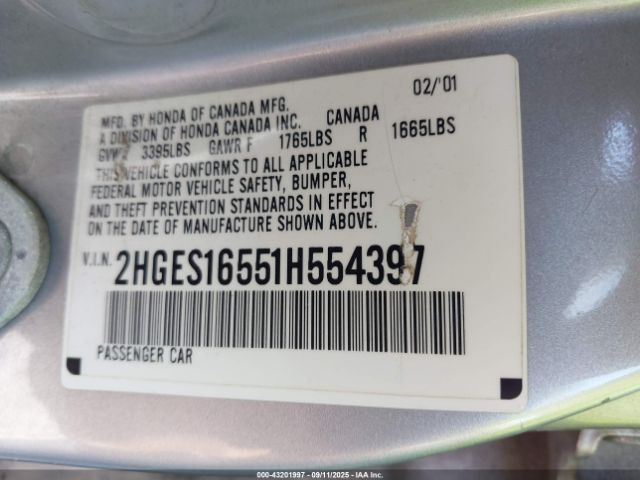 02/'01
MFD. BY HONDA OF CANADA MFG.
A DIVISION OF HONDA CANADA INC. CANADA
GVWR 3395LBS GAWR F 1765LBS R 1665LBS
THIS VEHICLE CONFORMS TO ALL APPLICABLE
FEDERAL MOTOR VEHICLE SAFETY, BUMPER,
AND THEFT PREVENTION STANDARDS IN EFFECT
ON THE DATE OF MANUFACTURE SHOWN ABOVE.
V.I.N. 2HGES16551H554397
PASSENGER CAR
00-43201997 - 09/11/2025 - IAA Inc.